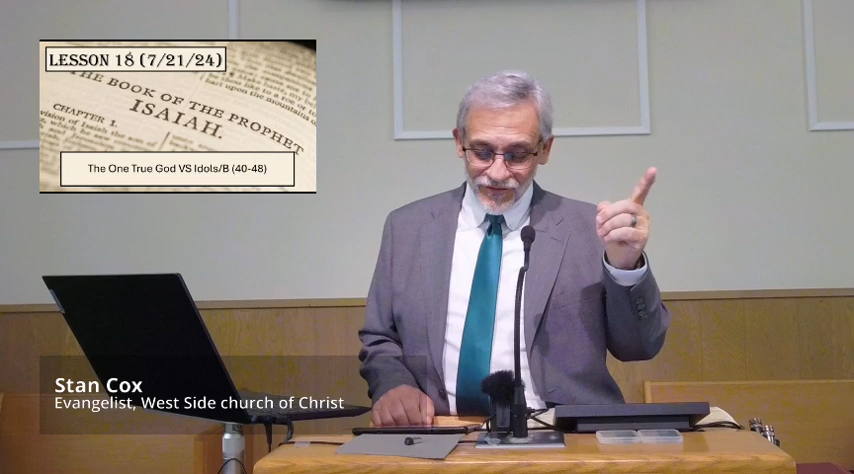 LESSON 18 (7/21/24)
THE BOOK OF THE PROPHET
ISAIAH.
CHAPTER 1.
The One True God VS Idols/B (40-48)
Stan Cox
Evangelist, West Side church of Christ